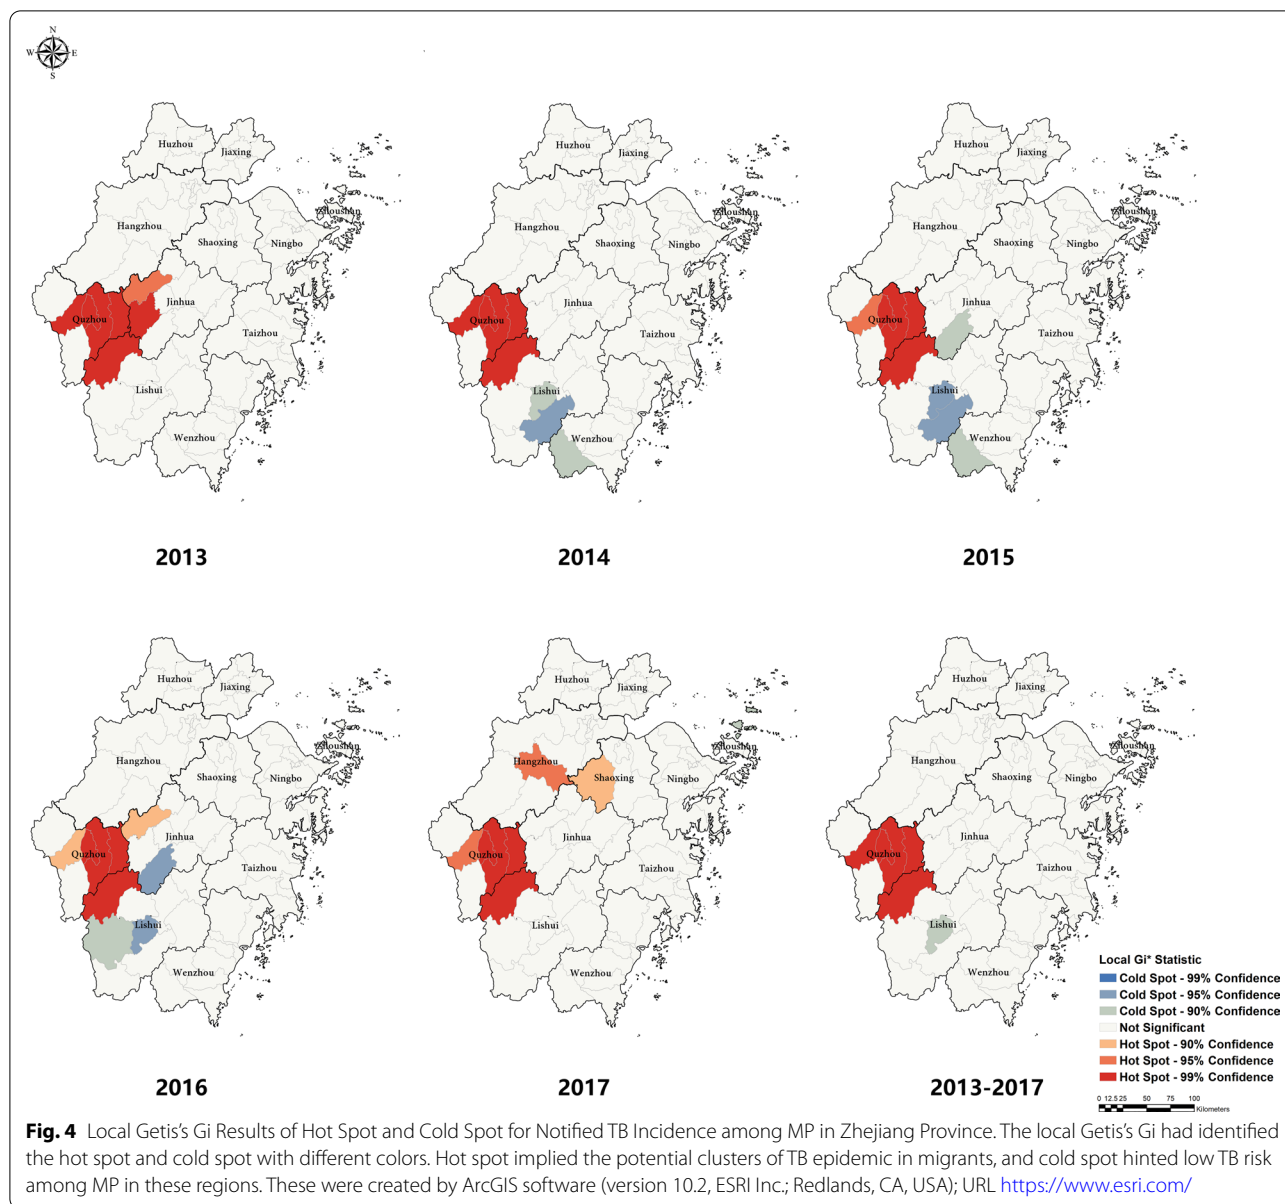 N
W E
S
Huzhou
Jiaxing
Zhoushan
Hangzhou
Shaoxing
Ningbo
Jinhua
Quzhou
Taizhou
Lishui
Wenzhou
2013
Huzhou
Jiaxing
Zhoushan
Hangzhou
Shaoxing
Ningbo
Jinhua
Quzhou
Taizhou
Lishui
Wenzhou
2014
Huzhou
Jiaxing
Zhoushan
Hangzhou
Shaoxing
Ningbo
Jinhua
Quzhou
Taizhou
Lishui
Wenzhou
2015
Huzhou
Jiaxing
Zhoushan
Hangzhou
Shaoxing
Ningbo
Jinhua
Quzhou
Taizhou
Lishui
Wenzhou
2016
Huzhou
Jiaxing
Zhoushan
Hangzhou
Shaoxing
Ningbo
Jinhua
Quzhou
Taizhou
Lishui
Wenzhou
2017
Huzhou
Jiaxing
Zhoushan
Hangzhou
Shaoxing
Ningbo
Jinhua
Quzhou
Taizhou
Lishui
Wenzhou
2013-2017
Local Gi* Statistic
Cold Spot - 99% Confidence
Cold Spot - 95% Confidence
Cold Spot - 90% Confidence
Not Significant
Hot Spot - 90% Confidence
Hot Spot - 95% Confidence
Hot Spot - 99% Confidence
0 12.5 25 50 75 100
Kilometers
Fig. 4 Local Getis's Gi Results of Hot Spot and Cold Spot for Notified TB Incidence among MP in Zhejiang Province. The local Getis's Gi had identified
the hot spot and cold spot with different colors. Hot spot implied the potential clusters of TB epidemic in migrants, and cold spot hinted low TB risk
among MP in these regions. These were created by ArcGIS software (version 10.2, ESRI Inc.; Redlands, CA, USA); URL https://www.esri.com/